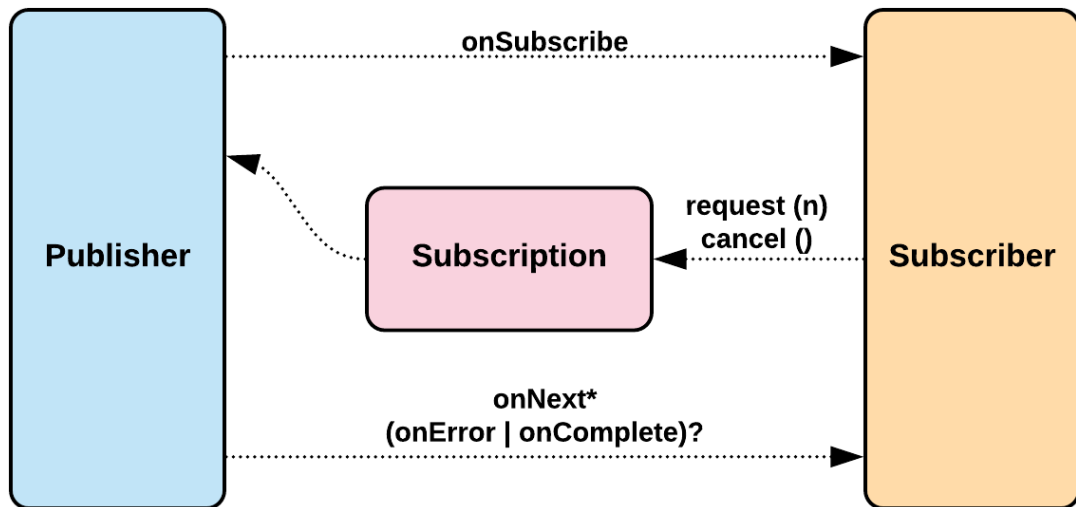 onSubscribe
Publisher
Subscription
request (n)
cancel ()
Subscriber
onNext*
(onError | onComplete)?